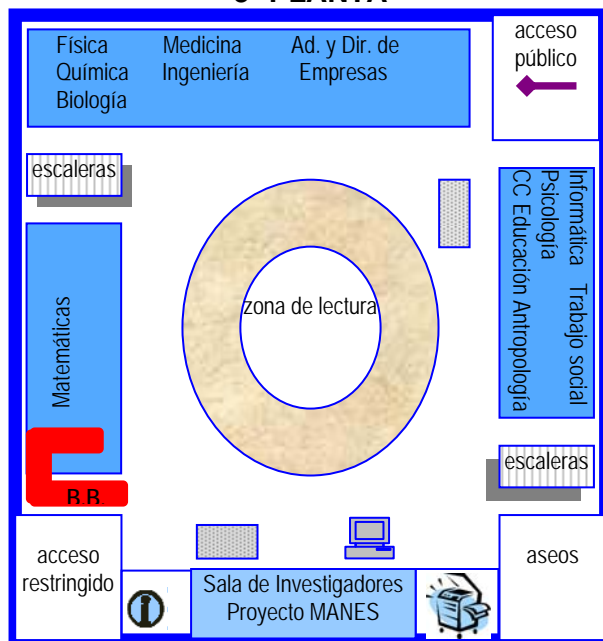 PLANTA
Física Medicina Ad. y Dir. de
Química Ingeniería Empresas
Biología
acceso
público
escaleras
Informática Trabajo social
Psicología
CC Educación Antropología
zona de lectura
Matemáticas
escaleras
B.B
acceso
restringido
Sala de Investigadores
Proyecto MANES
aseos